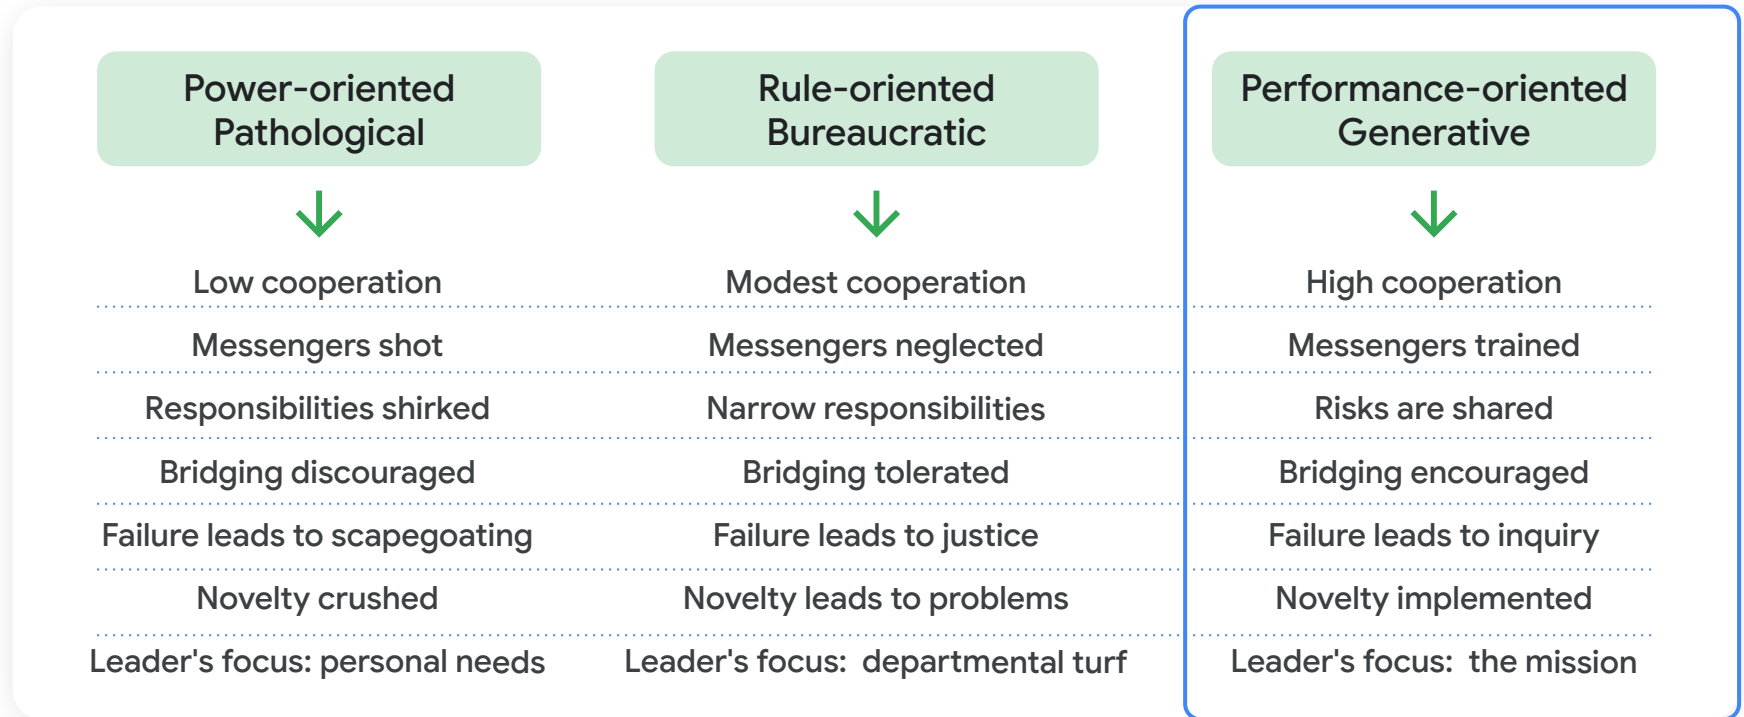 Power-oriented
Pathological
Rule-oriented
Bureaucratic
Performance-oriented
Generative
Low cooperation
Modest cooperation
High cooperation
Messengers shot
Messengers neglected
Messengers trained
Responsibilities shirked
Narrow responsibilities
Risks are shared
Bridging discouraged
Bridging tolerated
Bridging encouraged
Failure leads to scapegoating
Failure leads to justice
Failure leads to inquiry
Novelty crushed
Novelty leads to problems
Novelty implemented
Leader's focus: personal needs
Leader's focus:  departmental turf
Leader's focus:  the mission